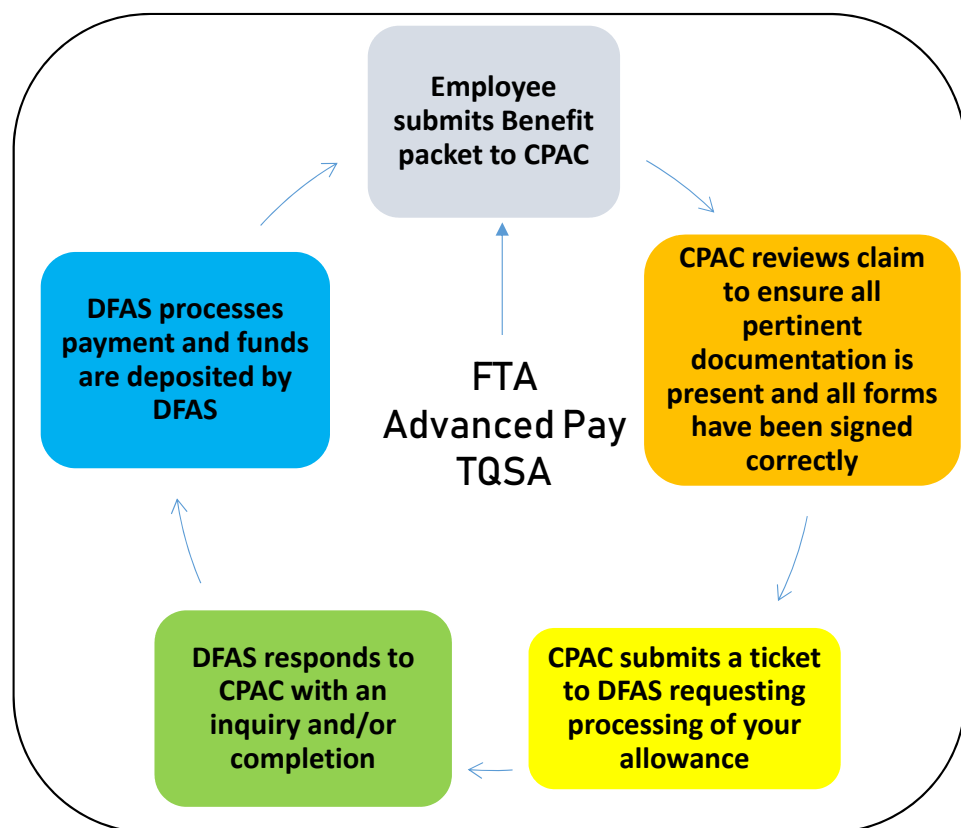 Employee
submits Benefit
packet to CPAC
CPAC reviews claim
to ensure all
pertinent
documentation is
present and all forms
have been signed
correctly
CPAC submits a ticket
to DFAS requesting
processing of your
allowance
DFAS responds to
CPAC with an
inquiry and/or
completion
DFAS processes
payment and funds
are deposited by
DFAS
FTA
Advanced Pay
TQSA